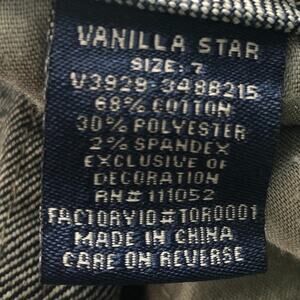 VANILLA STAR
SIZE: 7
V3929-348B215
68% COTTON
30% POLYESTER
2% SPANDEX
EXCLUSIVE OF
DECORATION
RN# 111052
FACTORY ID#TOR0001
MADE IN CHINA
CARE ON REVERSE